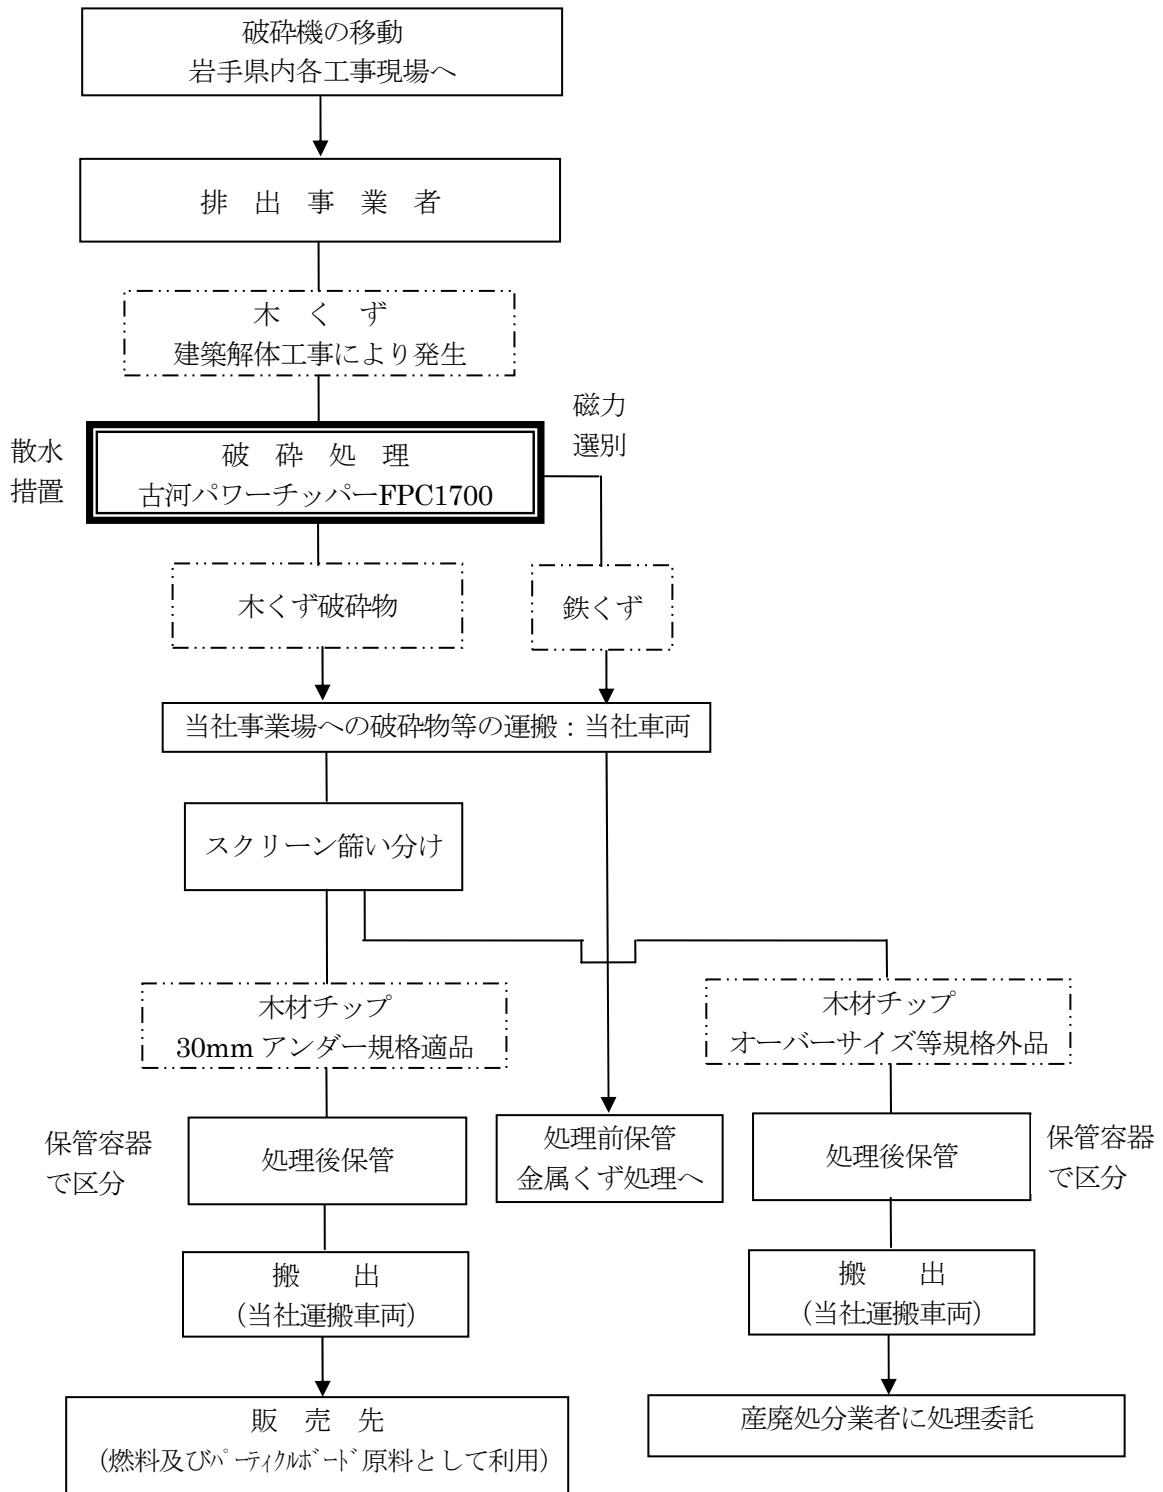 破砕機の移動
岩手県内各工事現場へ
排 出 事 業 者
木 く ず
建築解体工事により発生
磁力
選別
散水
措置
破 砕 処 理
古河パワーチッパーFPC1700
木くず破砕物
鉄くず
当社事業場への破砕物等の運搬：当社車両
スクリーン篩い分け
木材チップ
30mm アンダー規格適品
木材チップ
オーバーサイズ等規格外品
保管容器
で区分
処理後保管
処理前保管
金属くず処理へ
処理後保管
保管容器
で区分
搬 出
（当社運搬車両）
搬 出
（当社運搬車両）
販 売 先
（燃料及びﾊﾟｰﾃｨｸﾙﾎﾞｰﾄﾞ原料として利用）
産廃処分業者に処理委託